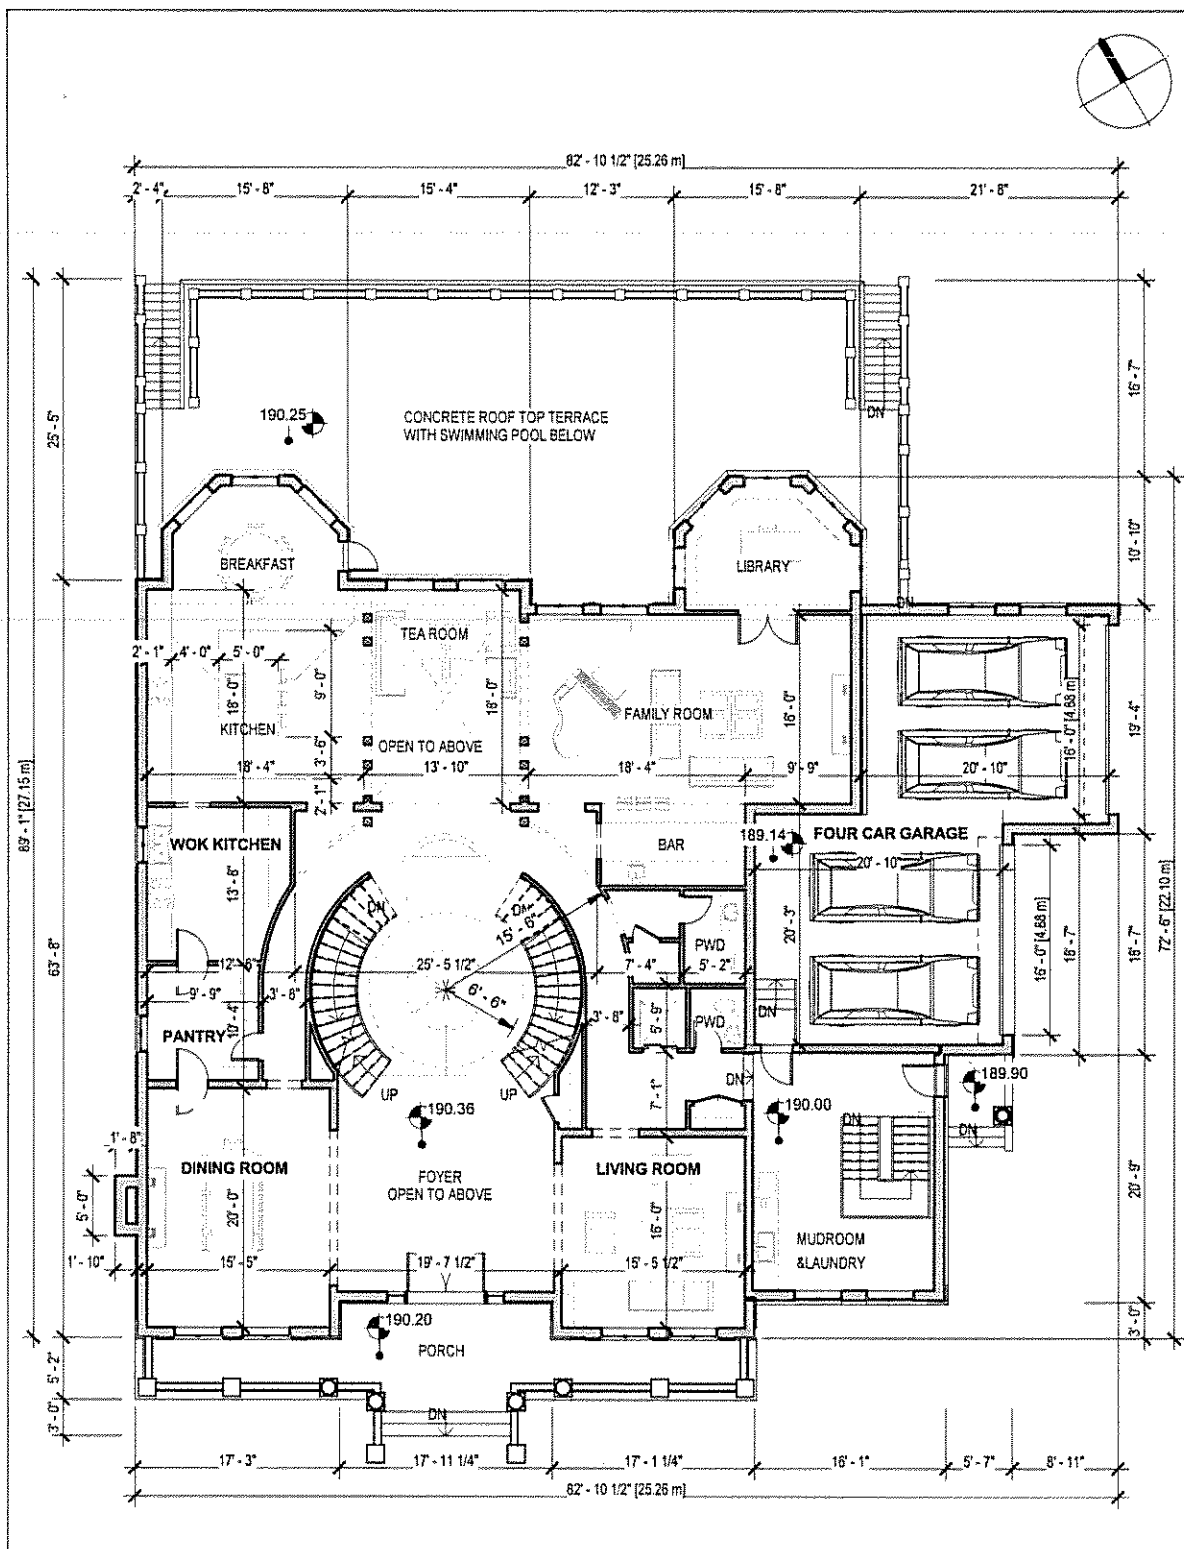 82' - 10 1/2" [25.26 m]
2' - 4"
15' - 8"
15' - 4"
12' - 3"
15' - 8"
21' - 8"
25' - 5"
16' - 7"
190.25
CONCRETE ROOF TOP TERRACE
WITH SWIMMING POOL BELOW
DN
10' - 10"
BREAKFAST
LIBRARY
DN
TEA ROOM
2' - 1"
4' - 0"
5' - 0"
18' - 0"
9' - 0"
18' - 0"
16' - 0"
16' - 0" [4.88 m]
19' - 4"
KITCHEN
FAMILY ROOM
3' - 6"
OPEN TO ABOVE
18' - 4"
13' - 10"
18' - 4"
9' - 9"
20' - 10"
2' - 1"
89' - 1" [27.15 m]
WOK KITCHEN
BAR
189.14
FOUR CAR GARAGE
20' - 10"
13' - 6"
DN
DN
15' - 6"
63' - 8"
PWD
20' - 3"
16' - 0" [4.88 m]
18' - 7"
18' - 7"
72' - 6" [22.10 m]
25' - 5 1/2"
7' - 4"
5' - 2"
9' - 9"
3' - 8"
6' - 6"
DN
PANTRY
10' - 4"
3' - 8"
5' - 9"
PWD
UP
UP
DN
189.90
190.36
7' - 1"
190.00
DN
DN
1' - 8"
DINING ROOM
FOYER
OPEN TO ABOVE
LIVING ROOM
5' - 0"
20' - 0"
16' - 0"
20' - 9"
MUDROOM
&LAUNDRY
1' - 10"
15' - 5"
19' - 7 1/2"
15' - 5 1/2"
190.20
PORCH
3' - 0"
5' - 2"
3' - 0"
DN
17' - 3"
17' - 11 1/4"
17' - 1 1/4"
16' - 1"
5' - 7"
8' - 11"
82' - 10 1/2" [25.26 m]